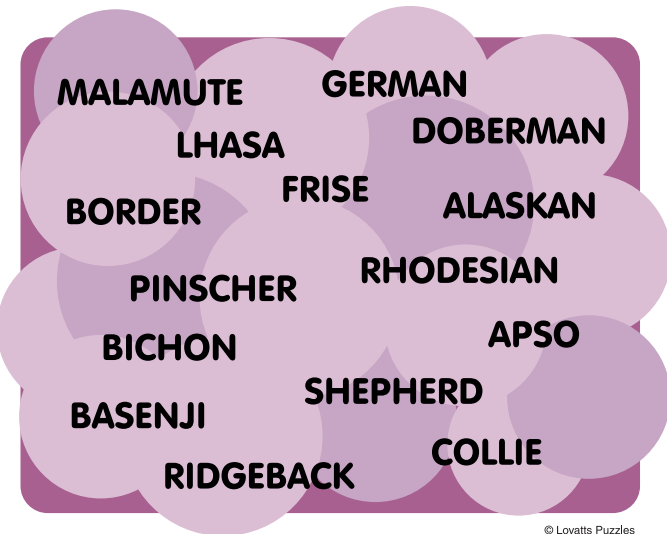 GERMAN
MALAMUTE
DOBERMAN
LHASA
FRISE
ALASKAN
BORDER
RHODESIAN
PINSCHER
APSO
BICHON
SHEPHERD
BASENJI
COLLIE
RIDGEBACK
© Lovatts Puzzles